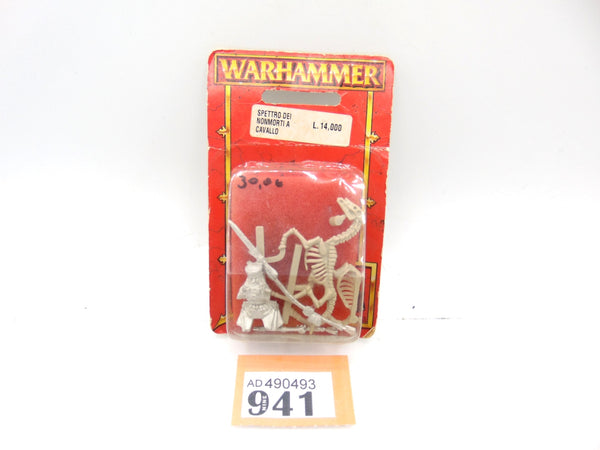 WARHAMMER
SPETTRO DEI
NONMORTI A
CAVALLO
L. 14,000
30,06
AD 490493
941